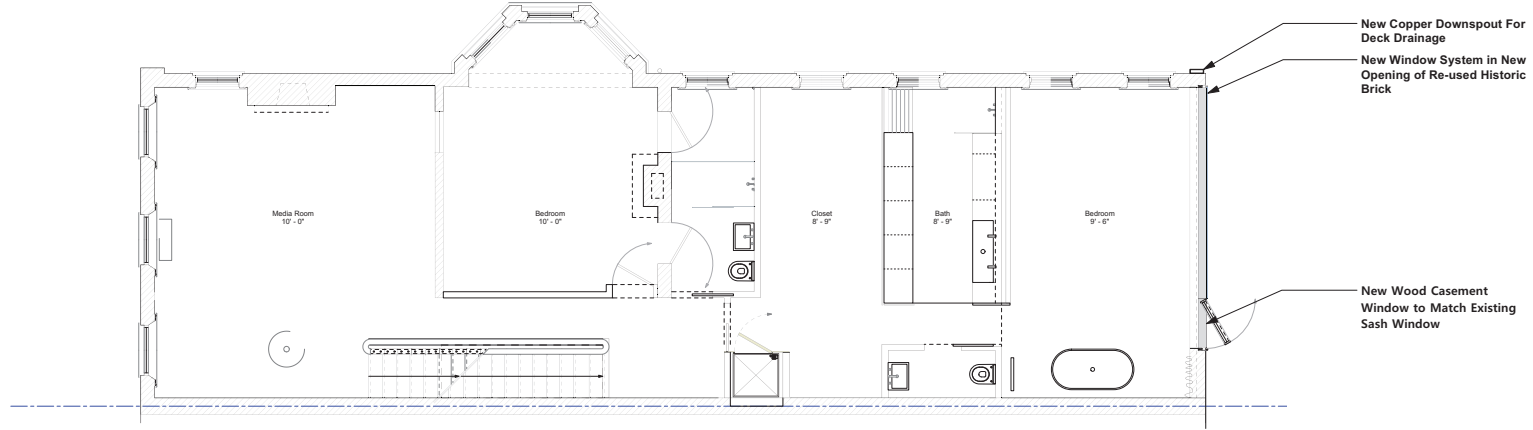 New Copper Downspout For
Deck Drainage
New Window System in New
Opening of Re-used Historic
Brick
Media Room
10' - 0"
Bedroom
10' - 0"
Closet
8' - 9"
Bath
8' - 9"
Bedroom
9' - 6"
New Wood Casement
Window to Match Existing
Sash Window